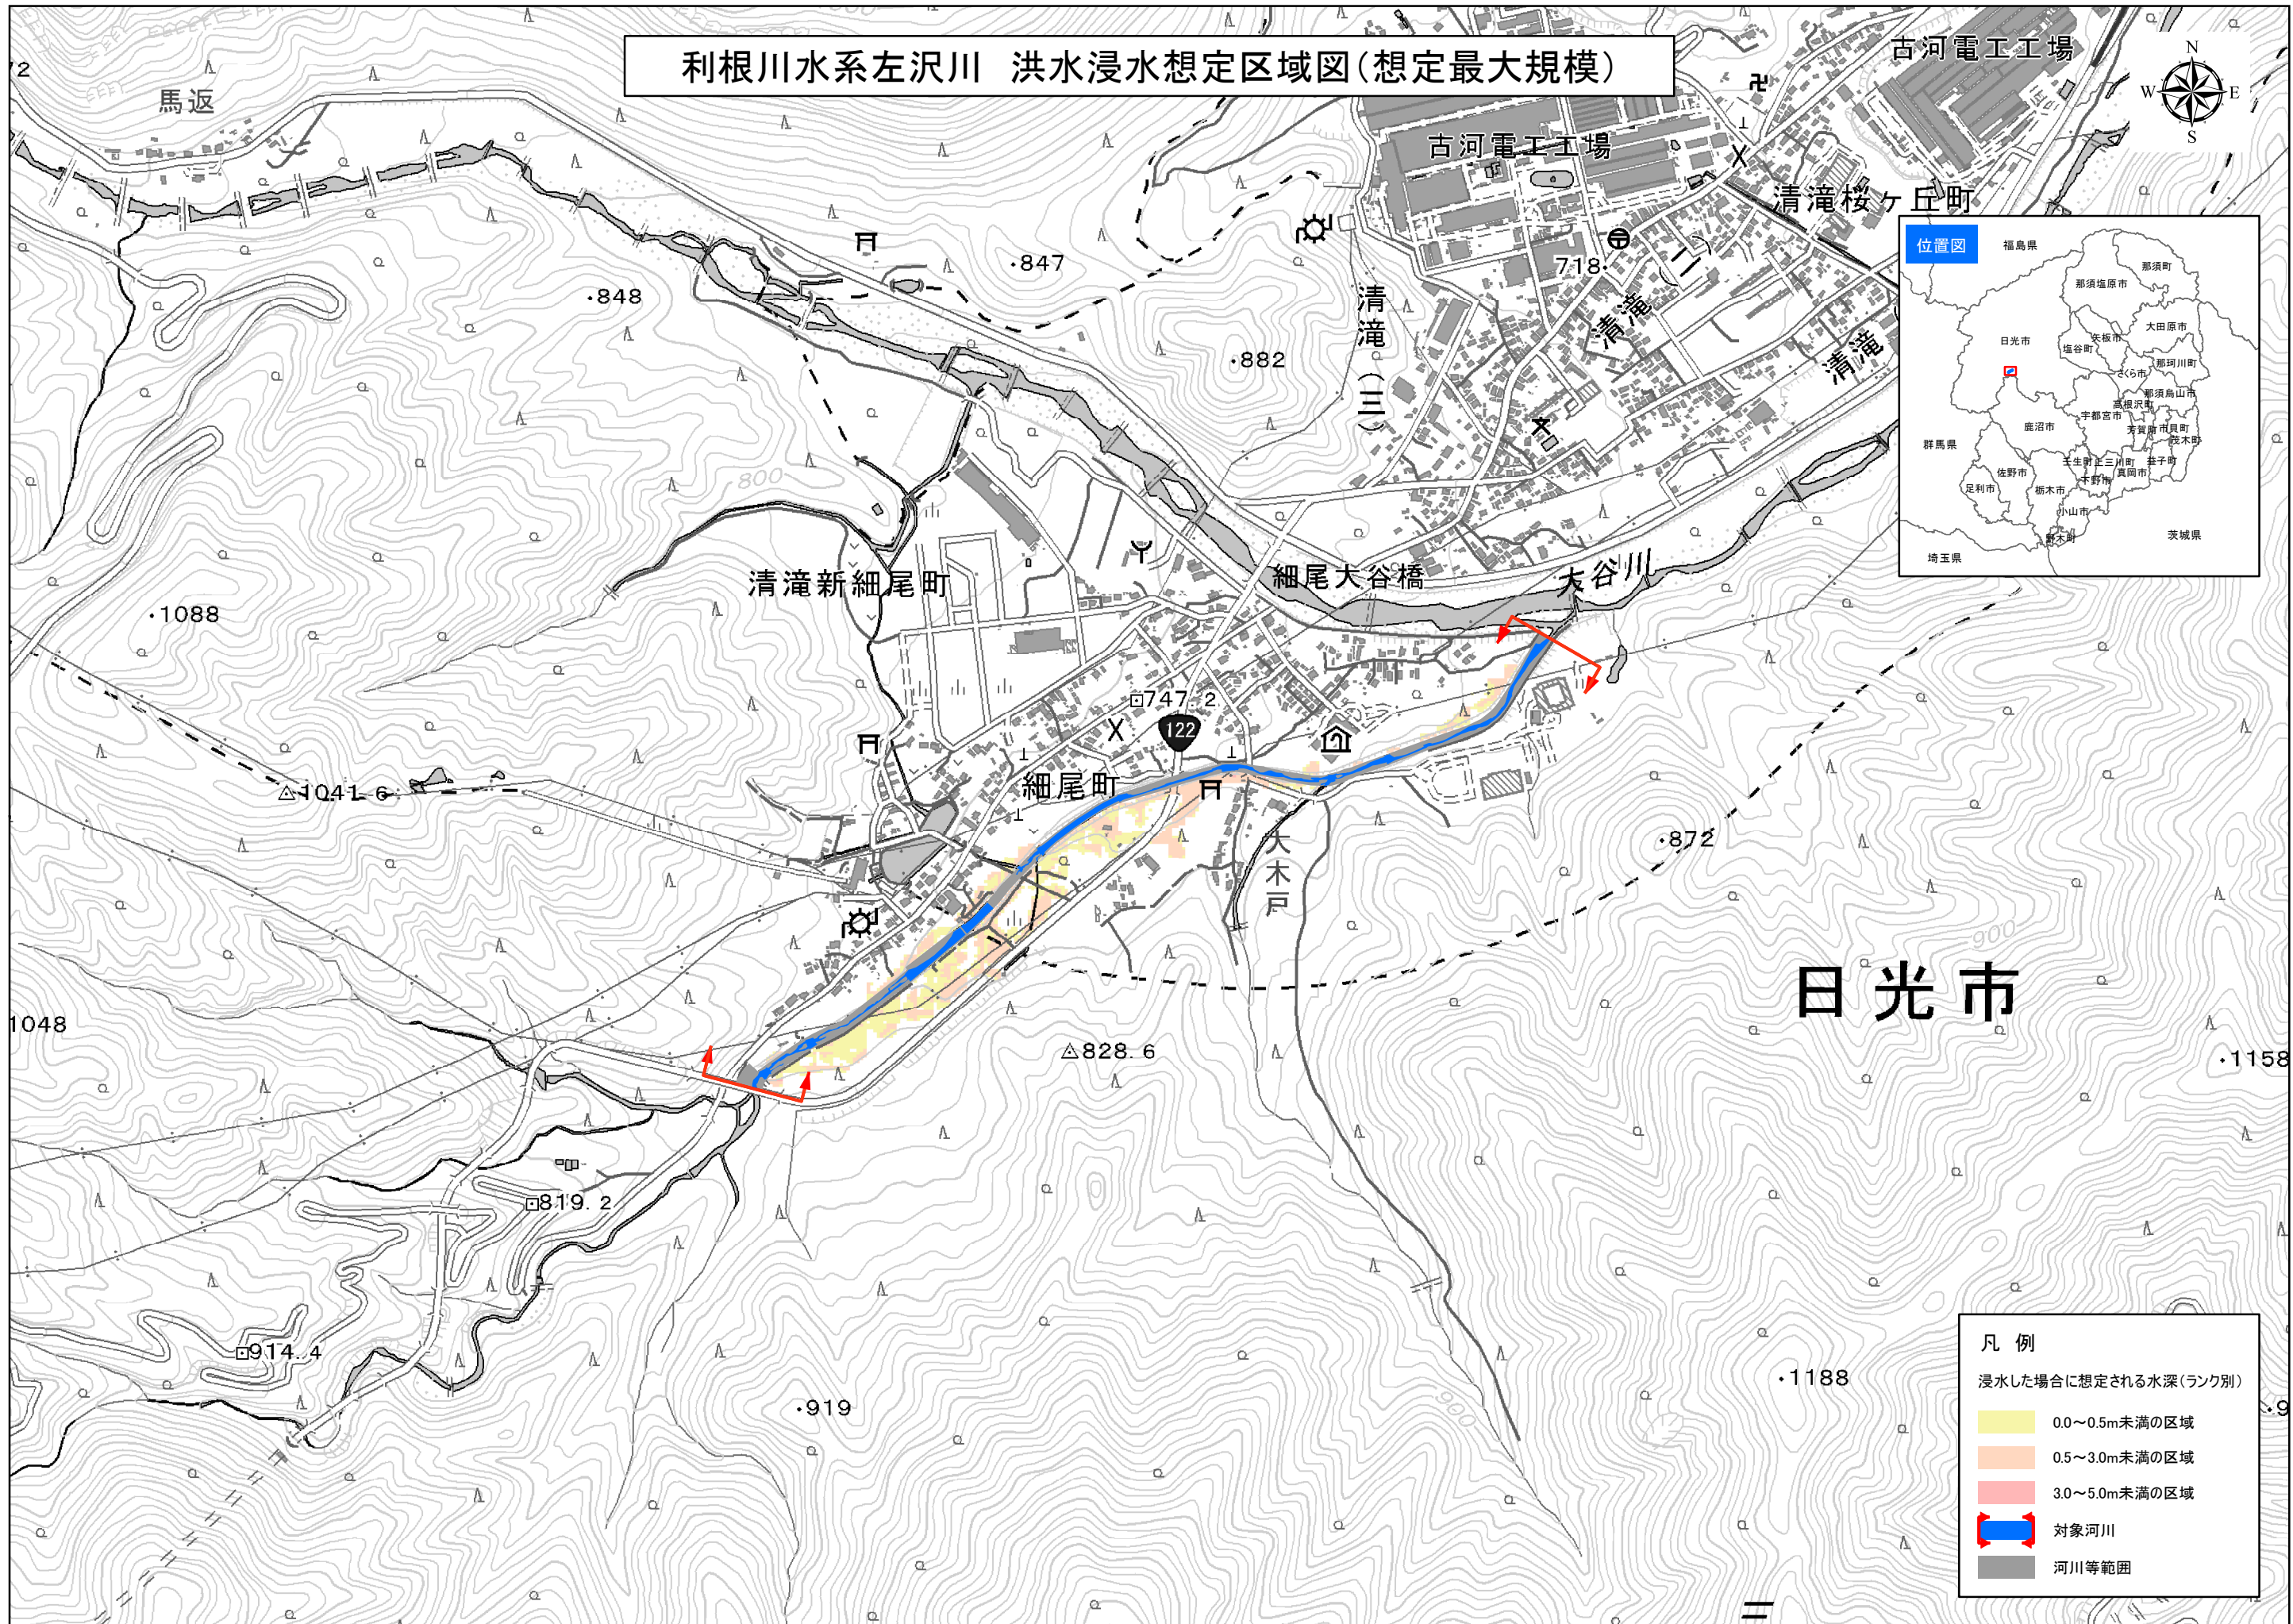 利根川水系左沢川 洪水浸水想定区域図(想定最大規模)
古河電工工場
N
W
E
S
馬返
古河電工工場
清滝桜ヶ丘町
・847
718・
・848
清滝(三)
清滝(二)
清滝
・882
800
位置図
福島県
那須町
那須塩原市
大田原市
日光市
矢板市
塩谷町
那珂川町
さくら市
那須烏山市
高根沢町
宇都宮市
鹿沼市
芳賀町
市貝町
茂木町
群馬県
壬生町
上三川町
益子町
佐野市
真岡市
下野市
足利市
栃木市
小山市
野木町
茨城県
埼玉県
清滝新細尾町
細尾大谷橋
大谷川
・1088
747.2
122
細尾町
1041.6
・872
大木戸
900
日光市
1048
828.6
・1158
819.2
914.4
・919
・1188
900
凡 例
浸水した場合に想定される水深(ランク別)
0.0~0.5m未満の区域
0.5~3.0m未満の区域
3.0~5.0m未満の区域
対象河川
河川等範囲